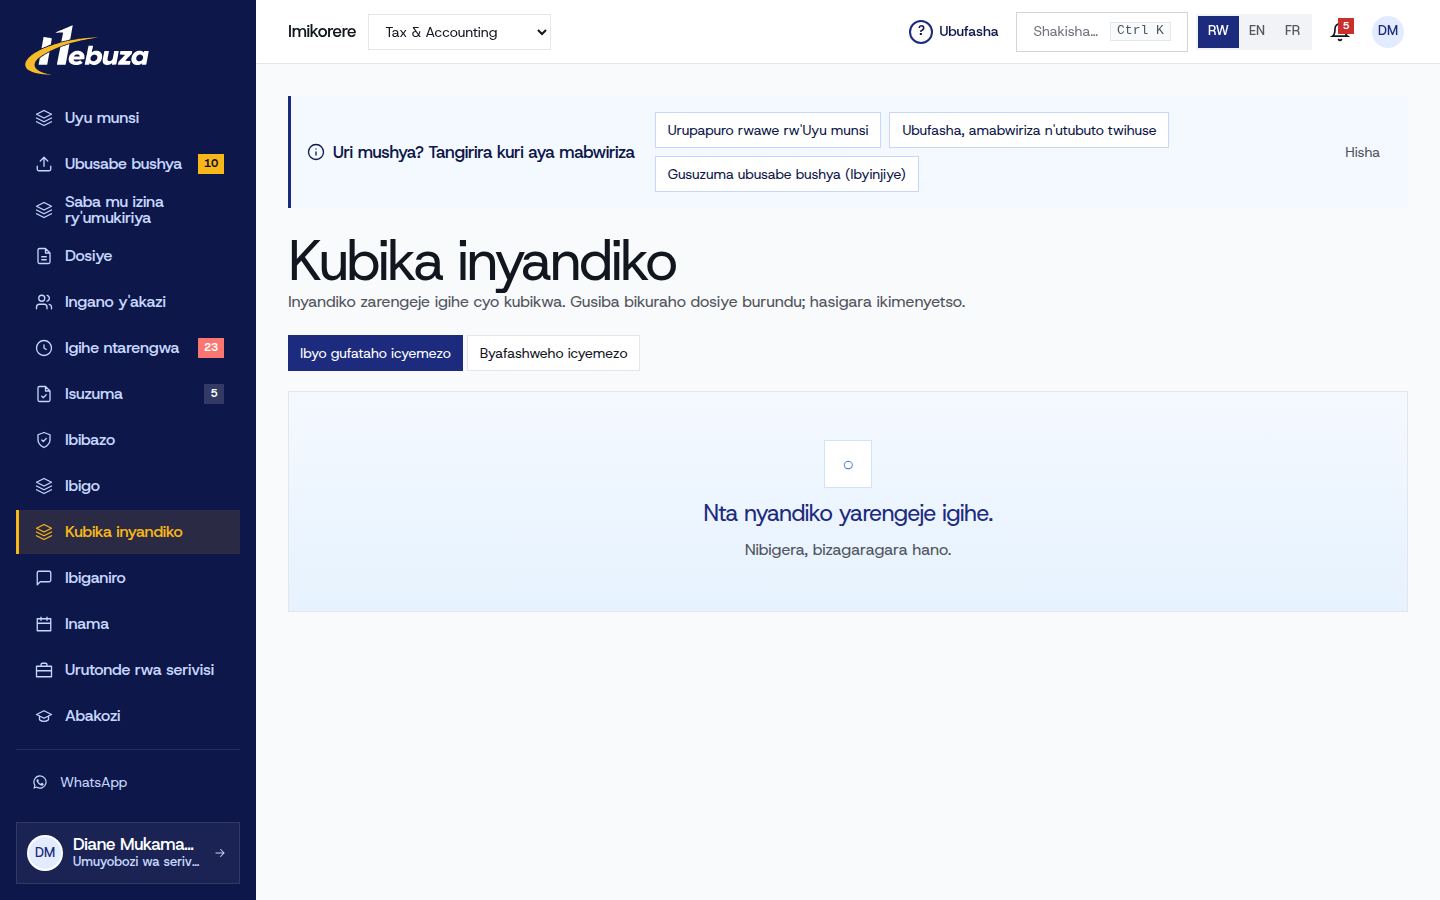 Hebuza
Uyu munsi
Ubusabe bushya 10
Saba mu izina
ry'umukiriya
Dosiye
Ingano y'akazi
Igihe ntarengwa 23
Isuzuma 5
Ibibazo
Ibigo
Kubika inyandiko
Ibiganiro
Inama
Urutonde rwa serivisi
Abakozi
WhatsApp
DM Diane Mukama...
Umuyobozi wa seriv...
Imikorere Tax & Accounting ? Ubufasha Shakisha... Ctrl K RW EN FR 5 DM
Uri mushya? Tangirira kuri aya mabwiriza
Urupapuro rwawe rw'Uyu munsi
Ubufasha, amabwiriza n'utubuto twihuse
Gusuzuma ubusabe bushya (Ibyinjiye)
Hisha
Kubika inyandiko
Inyandiko zarengeje igihe cyo kubikwa. Gusiba bikuraho dosiye burundu; hasigara ikimenyetso.
Ibyo gufataho icyemezo Byafashweho icyemezo
Nta nyandiko yarengeje igihe.
Nibigera, bizagaragara hano.